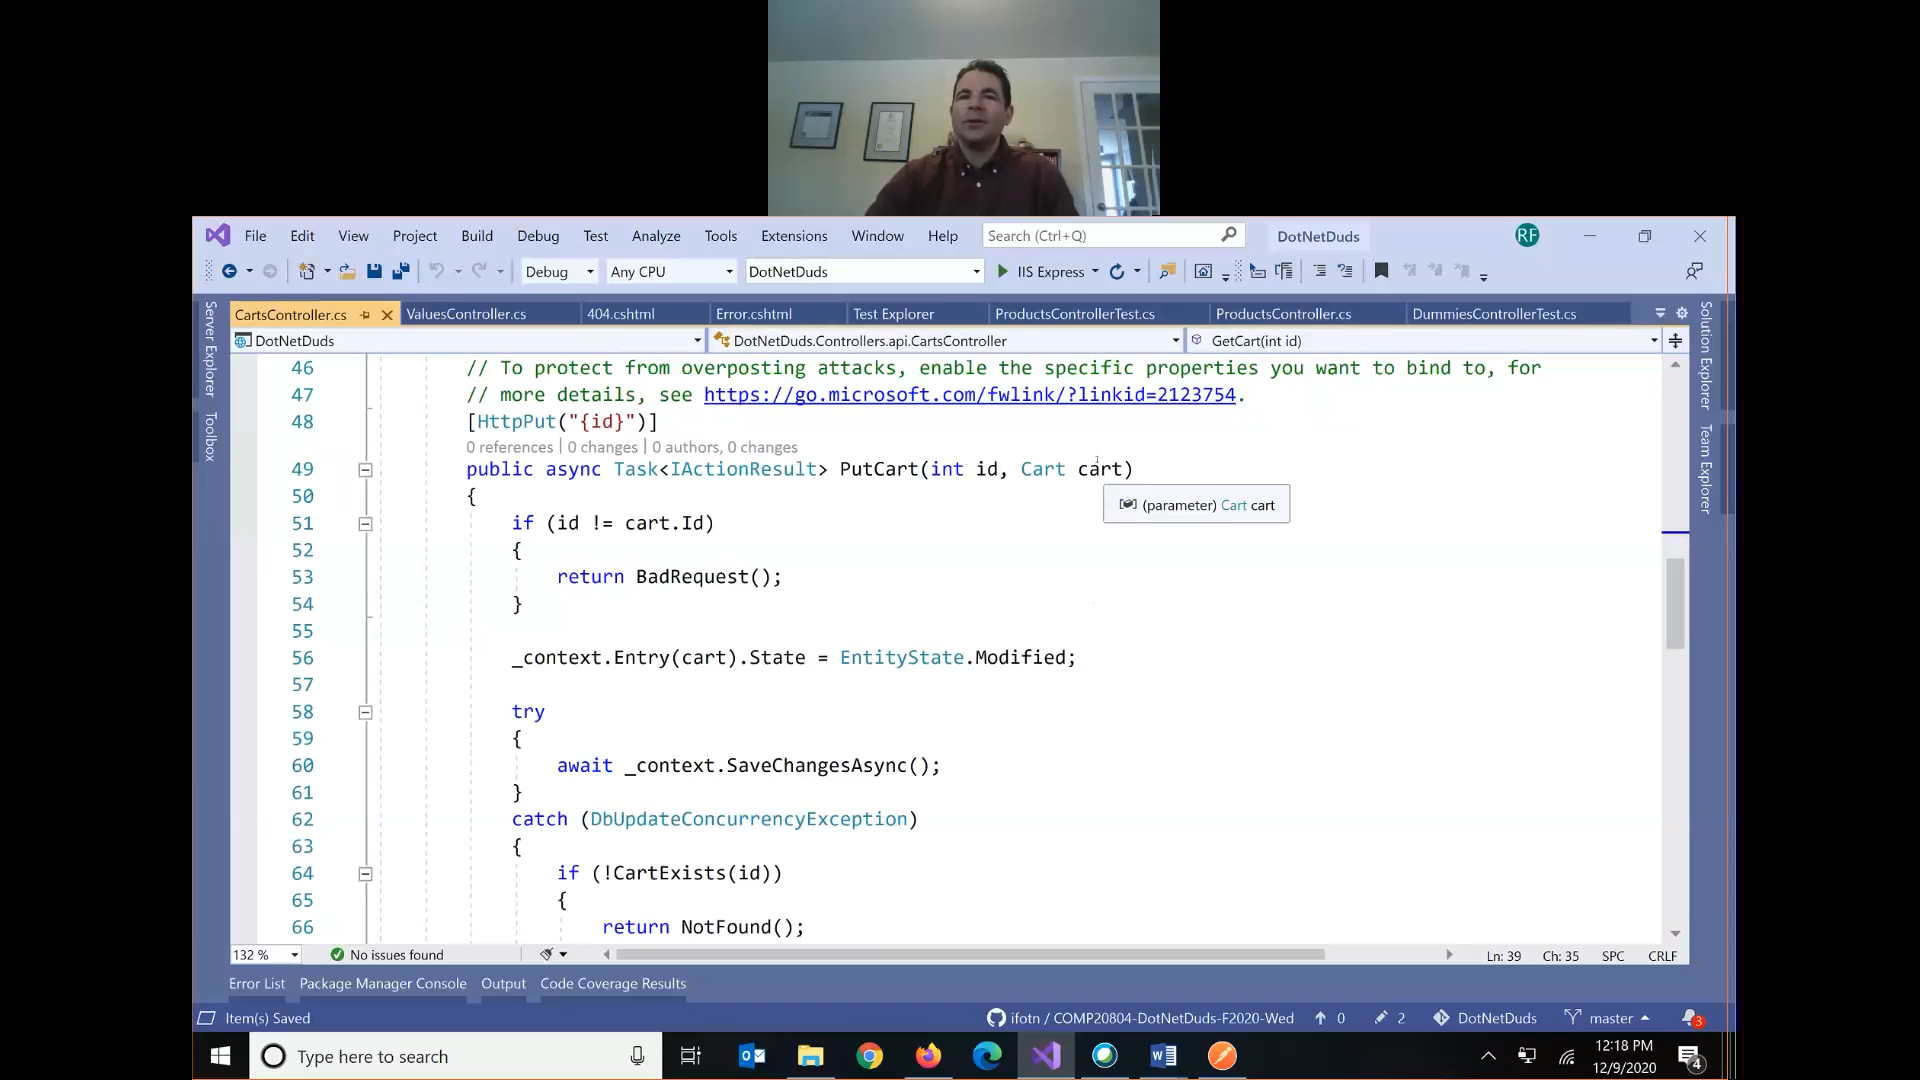 File Edit View Project Build Debug Test Analyze Tools Extensions Window Help Search (Ctrl+Q) DotNetDuds RF
Debug Any CPU DotNetDuds IIS Express
CartsController.cs ValuesController.cs 404.cshtml Error.cshtml Test Explorer ProductsControllerTest.cs ProductsController.cs DummiesControllerTest.cs
DotNetDuds DotNetDuds.Controllers.api.CartsController GetCart(int id)
Server Explorer
Toolbox
Solution Explorer
Team Explorer
46 // To protect from overposting attacks, enable the specific properties you want to bind to, for
47 // more details, see https://go.microsoft.com/fwlink/?linkid=2123754.
48 [HttpPut("{id}")]
0 references | 0 changes | 0 authors, 0 changes
49 public async Task<IActionResult> PutCart(int id, Cart cart)
50 {
(parameter) Cart cart
51 if (id != cart.Id)
52 {
53 return BadRequest();
54 }
55
56 _context.Entry(cart).State = EntityState.Modified;
57
58 try
59 {
60 await _context.SaveChangesAsync();
61 }
62 catch (DbUpdateConcurrencyException)
63 {
64 if (!CartExists(id))
65 {
66 return NotFound();
132 % No issues found Ln: 39 Ch: 35 SPC CRLF
Error List Package Manager Console Output Code Coverage Results
Item(s) Saved ifotn / COMP20804-DotNetDuds-F2020-Wed 0 2 DotNetDuds master 3
Type here to search 12:18 PM
12/9/2020 4